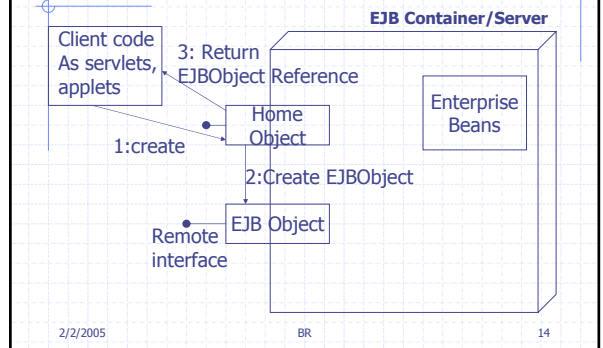 EJB Container/Server
Client code
As servlets,
applets
3: Return
EJBObject Reference
Enterprise
Beans
Home
Object
1:create
2:Create EJBObject
EJB Object
Remote
interface
2/2/2005
BR
14